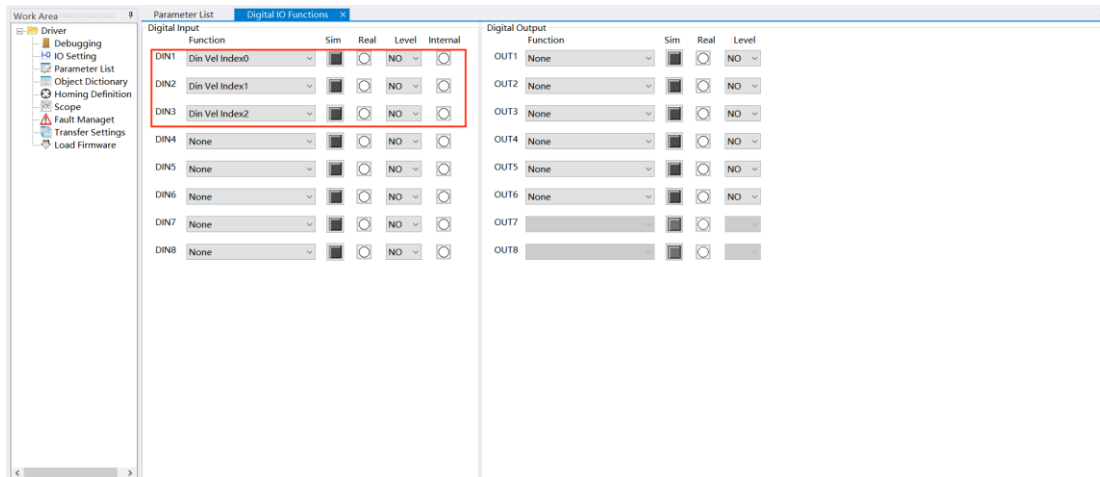 Work Area
Driver
Debugging
IO Setting
Parameter List
Object Dictionary
Homing Definition
Scope
Fault Managet
Transfer Settings
Load Firmware
Parameter List Digital IO Functions ×
Digital Input
Function Sim Real Level Internal
DIN1 Din Vel Index0 NO
DIN2 Din Vel Index1 NO
DIN3 Din Vel Index2 NO
DIN4 None NO
DIN5 None NO
DIN6 None NO
DIN7 None NO
DIN8 None NO
Digital Output
Function Sim Real Level
OUT1 None NO
OUT2 None NO
OUT3 None NO
OUT4 None NO
OUT5 None NO
OUT6 None NO
OUT7
OUT8